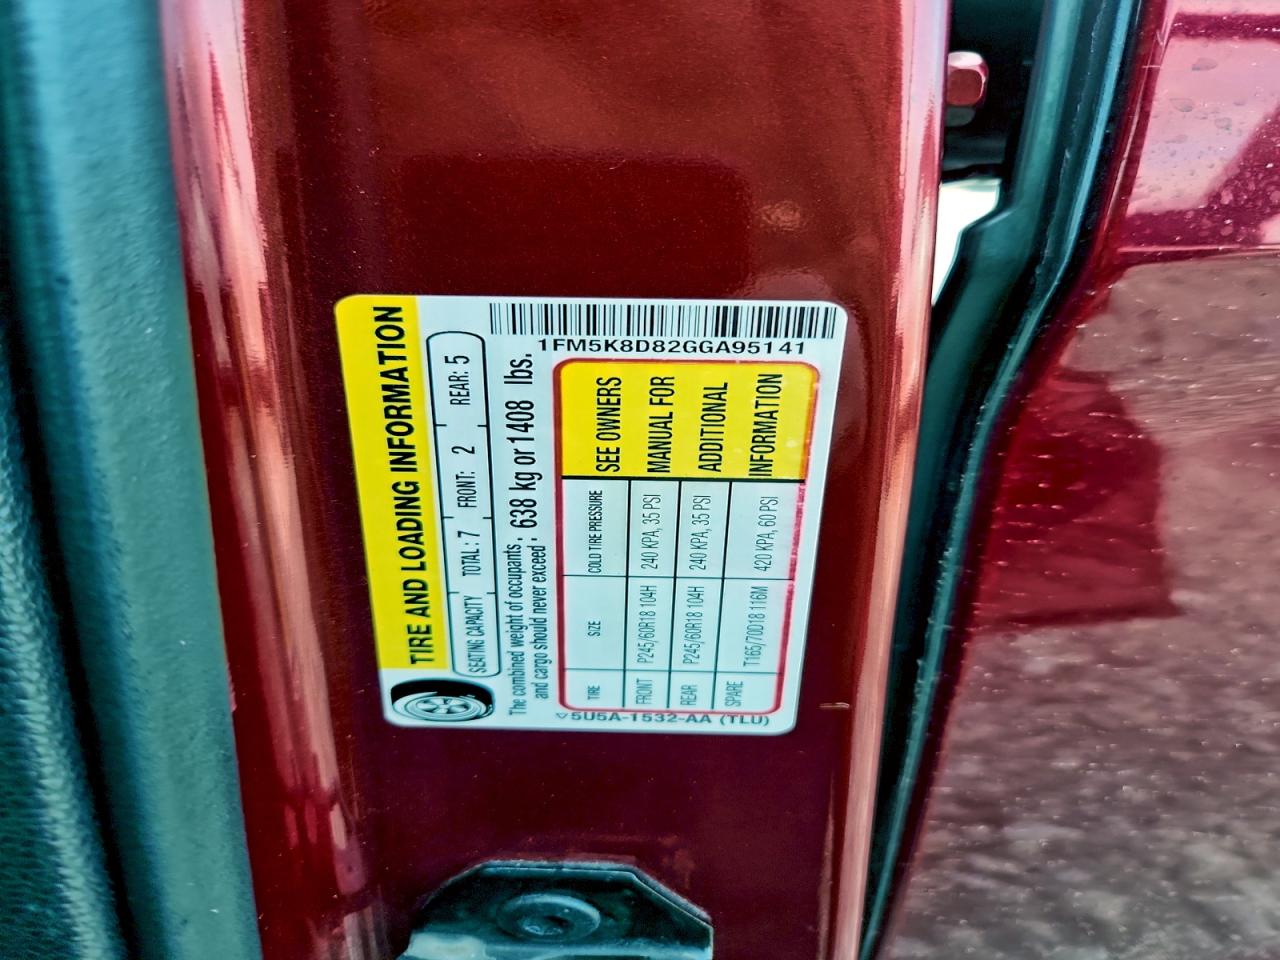 TIRE AND LOADING INFORMATION
SEATING CAPACITY TOTAL: 7 FRONT: 2 REAR: 5
The combined weight of occupants and cargo should never exceed : 638 kg or 1408 lbs.
TIRE SIZE COLD TIRE PRESSURE
FRONT P245/60R18 104H 240 KPA, 35 PSI
REAR P245/60R18 104H 240 KPA, 35 PSI
SPARE T165/70D18 116M 420 KPA, 60 PSI
SEE OWNERS
MANUAL FOR
ADDITIONAL
INFORMATION
1FM5K8D82GGA95141
5U5A-1532-AA (TLU)